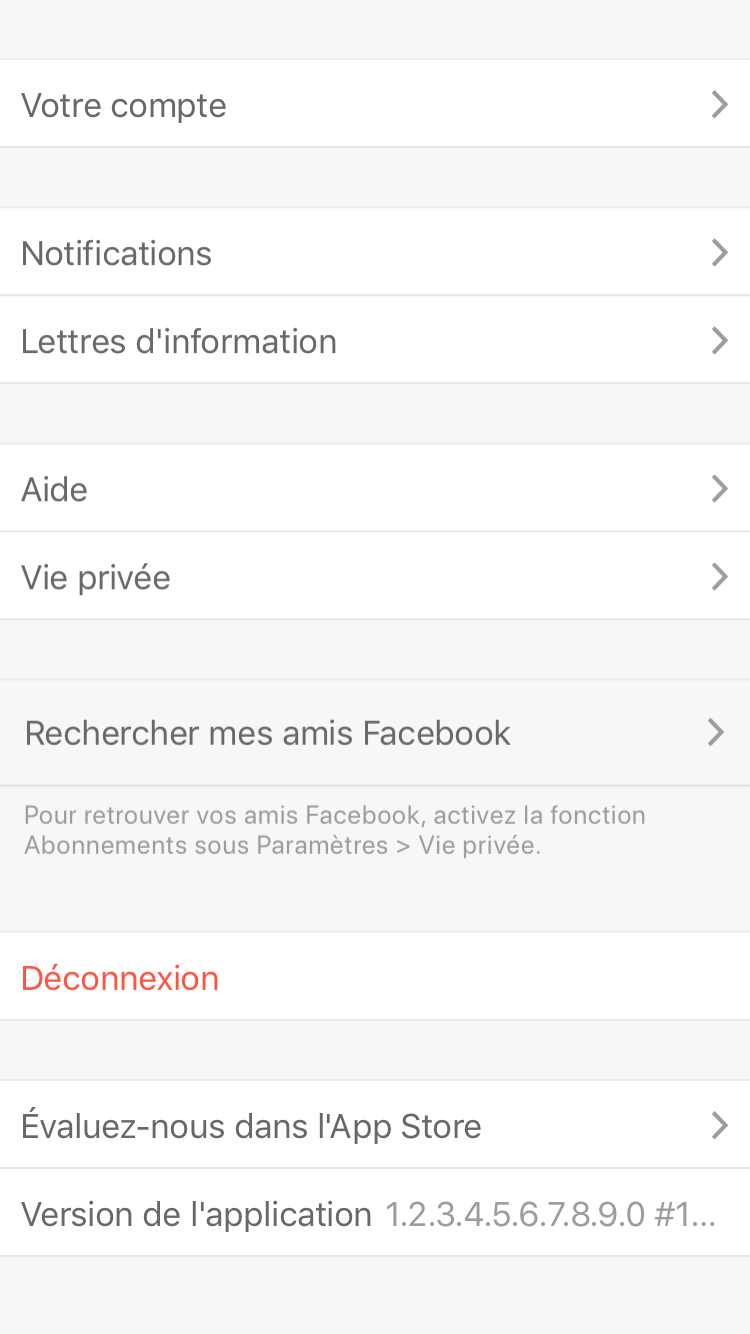 Votre compte
Notifications
Lettres d'information
Aide
Vie privée
Rechercher mes amis Facebook
Pour retrouver vos amis Facebook, activez la fonction
Abonnements sous Paramètres > Vie privée.
Déconnexion
Évaluez-nous dans l'App Store
Version de l'application 1.2.3.4.5.6.7.8.9.0 #1...